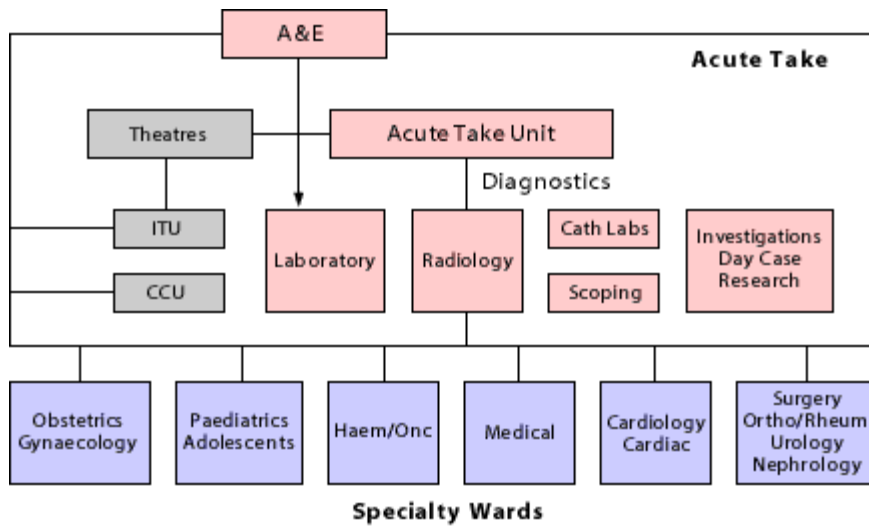 A&E
Acute Take
Theatres
Acute Take Unit
Diagnostics
ITU
CCU
Laboratory
Radiology
Cath Labs
Scoping
Investigations
Day Case
Research
Obstetrics
Gynaecology
Paediatrics
Adolescents
Haem/Onc
Medical
Cardiology
Cardiac
Surgery
Ortho/Rheum
Urology
Nephrology
Specialty Wards